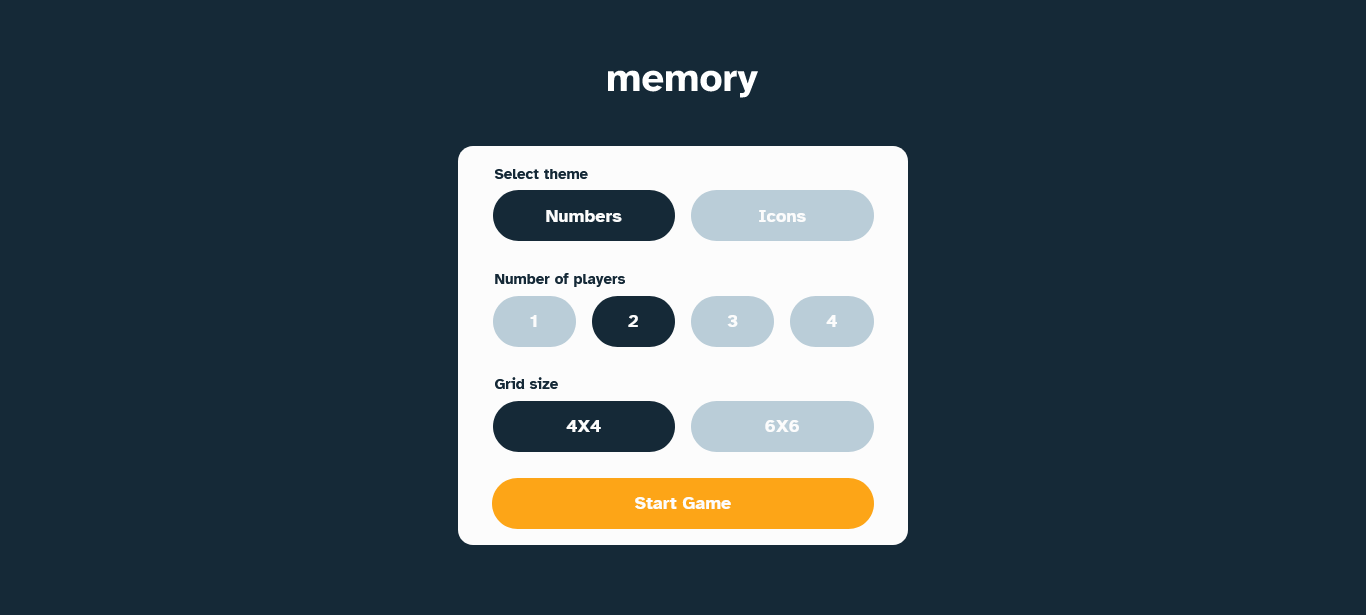 memory
Select theme
Numbers Icons
Number of players
1 2 3 4
Grid size
4X4 6X6
Start Game